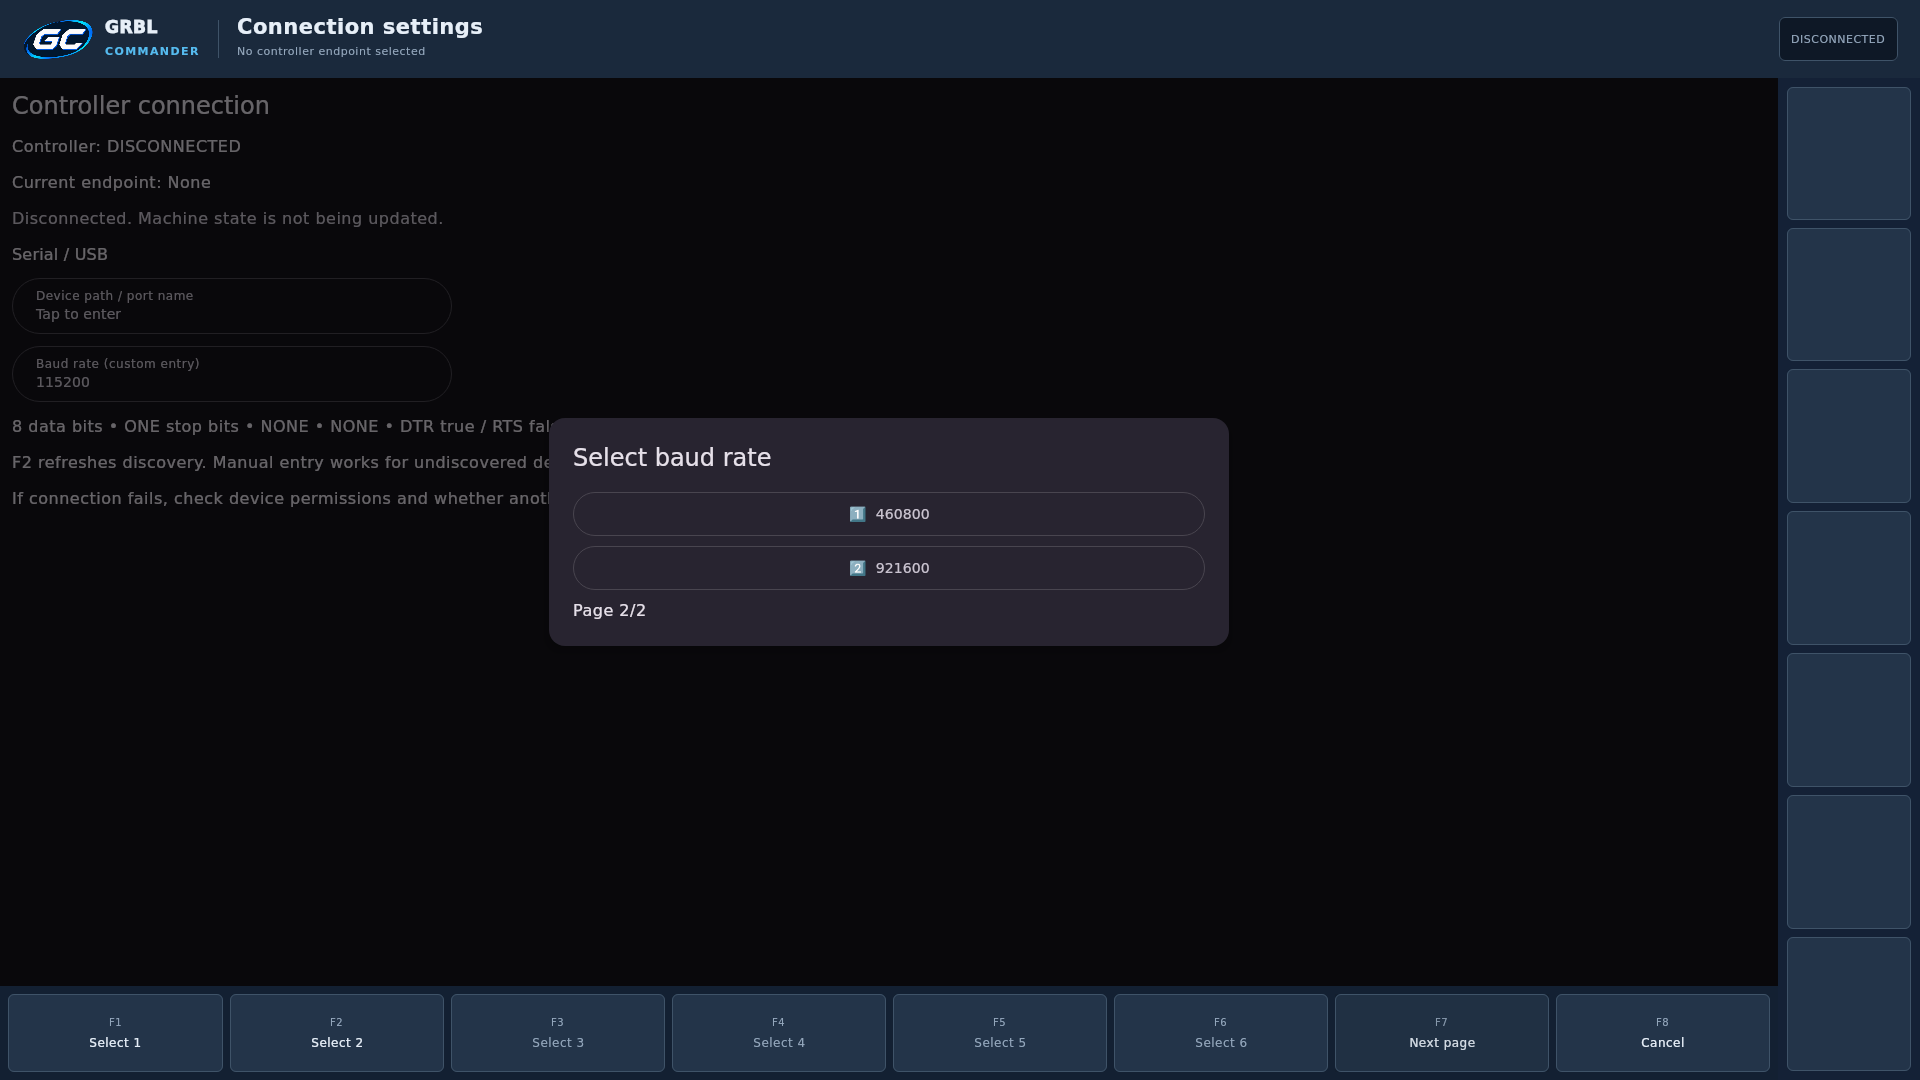 GC
GRBL
COMMANDER
Connection settings
No controller endpoint selected
DISCONNECTED
Controller connection
Controller: DISCONNECTED
Current endpoint: None
Disconnected. Machine state is not being updated.
Serial / USB
Device path / port name
Tap to enter
Baud rate (custom entry)
115200
8 data bits • ONE stop bits • NONE • NONE • DTR true / RTS
F2 refreshes discovery. Manual entry works for undiscovered
If connection fails, check device permissions and whether
Select baud rate
1 460800
2 921600
Page 2/2
F1
Select 1
F2
Select 2
F3
Select 3
F4
Select 4
F5
Select 5
F6
Select 6
F7
Next page
F8
Cancel